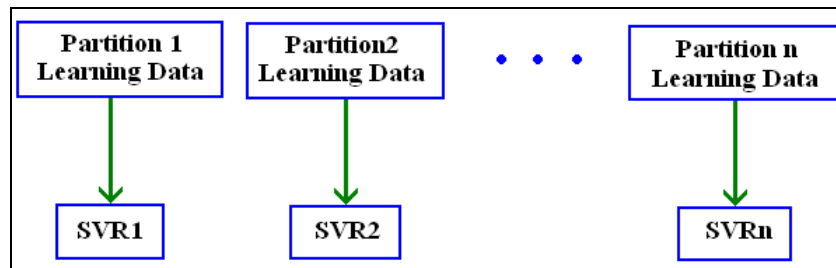 Partition 1
Learning Data
Partition2
Learning Data
Partition n
Learning Data
SVR1
SVR2
SVRn